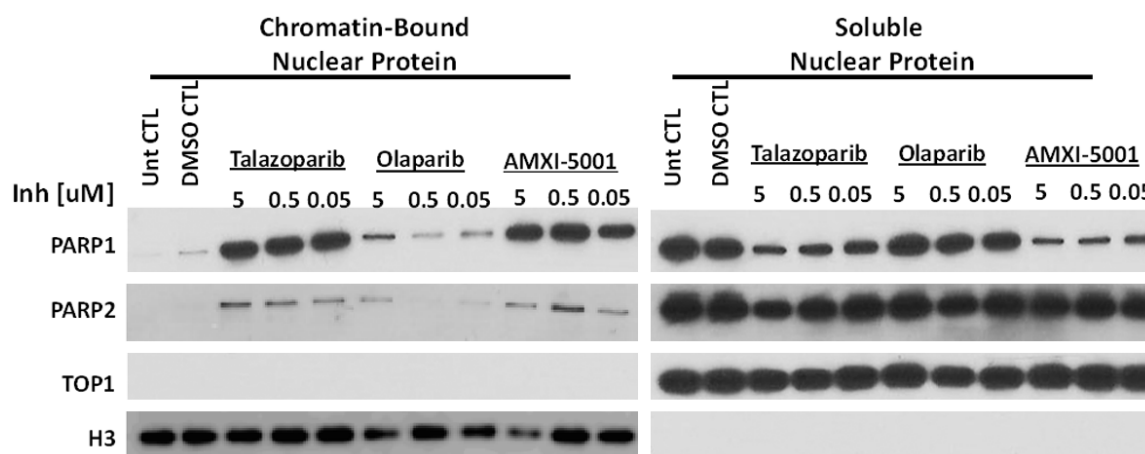 Chromatin-Bound
Nuclear Protein
Soluble
Nuclear Protein
Unt CTL
DMSO CTL
Talazoparib
Olaparib
AMXI-5001
Unt CTL
DMSO CTL
Talazoparib
Olaparib
AMXI-5001
Inh [uM]
5 0.5 0.05 5 0.5 0.05 5 0.5 0.05
5 0.5 0.05 5 0.5 0.05 5 0.5 0.05
PARP1
PARP2
TOP1
H3